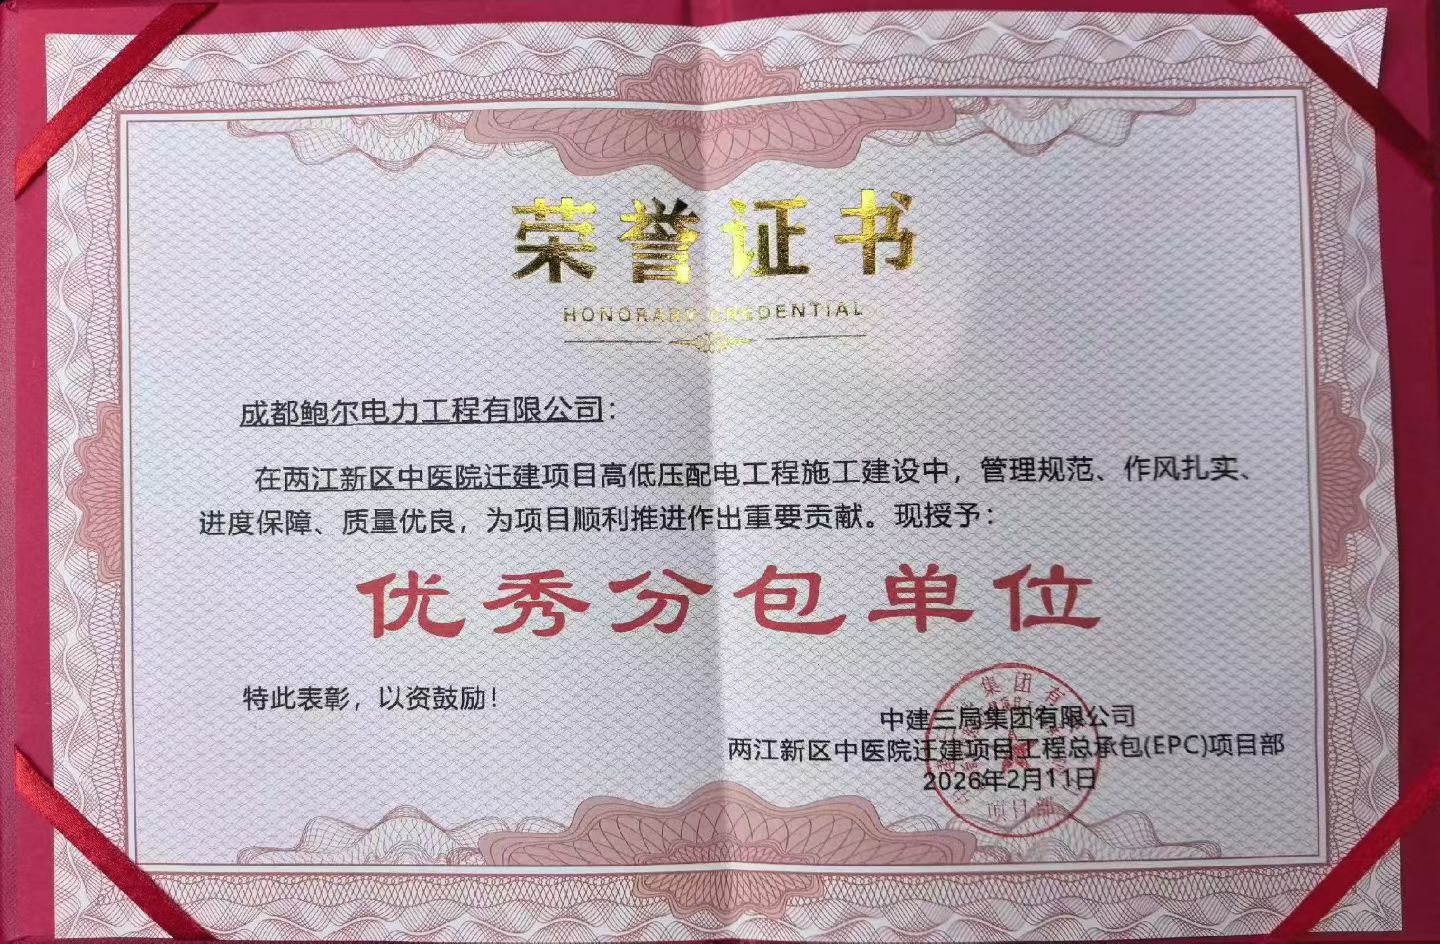 荣誉证书
HONORARY CREDENTIAL
成都鲍尔电力工程有限公司：
在两江新区中医院迁建项目高低压配电工程施工建设中，管理规范、作风扎实、
进度保障、质量优良，为项目顺利推进作出重要贡献。现授予：
优秀分包单位
特此表彰，以资鼓励！
中建三局集团有限公司
两江新区中医院迁建项目工程总承包(EPC)项目部
2026年2月11日
集团有
项目部